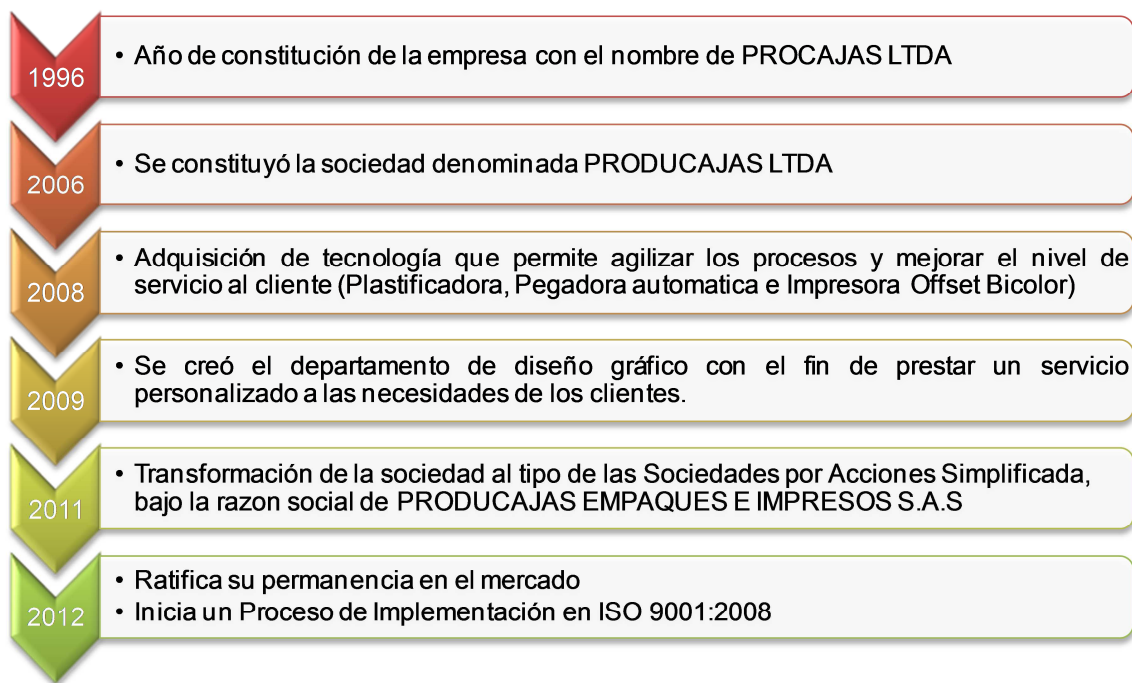 1996
• Año de constitución de la empresa con el nombre de PROCAJAS LTDA
2006
• Se constituyó la sociedad denominada PRODUCAJAS LTDA
2008
• Adquisición de tecnología que permite agilizar los procesos y mejorar el nivel de
servicio al cliente (Plastificadora, Pegadora automatica e Impresora Offset Bicolor)
2009
• Se creó el departamento de diseño gráfico con el fin de prestar un servicio
personalizado a las necesidades de los clientes.
2011
• Transformación de la sociedad al tipo de las Sociedades por Acciones Simplificada,
bajo la razon social de PRODUCAJAS EMPAQUES E IMPRESOS S.A.S
2012
• Ratifica su permanencia en el mercado
• Inicia un Proceso de Implementación en ISO 9001:2008